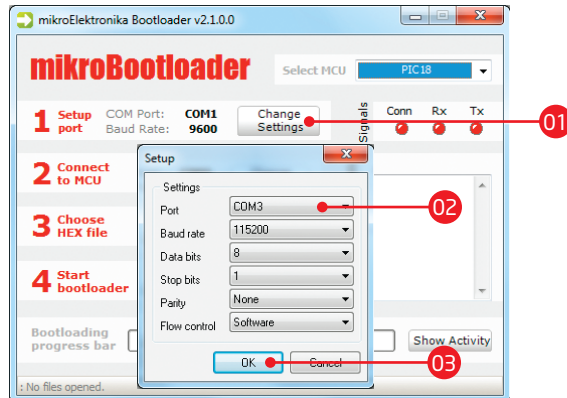 mikroElektronika Bootloader v2.1.0.0
mikroBootloader
Select MCU PIC18
1 Setup port
COM Port: COM1
Baud Rate: 9600
Change Settings
01
Signals
Conn Rx Tx
2 Connect to MCU
3 Choose HEX file
4 Start bootloader
Setup
Settings
Port COM3
02
Baud rate 115200
Data bits 8
Stop bits 1
Parity None
Flow control Software
OK
03
Cancel
Bootloading progress bar
Show Activity
: No files opened.